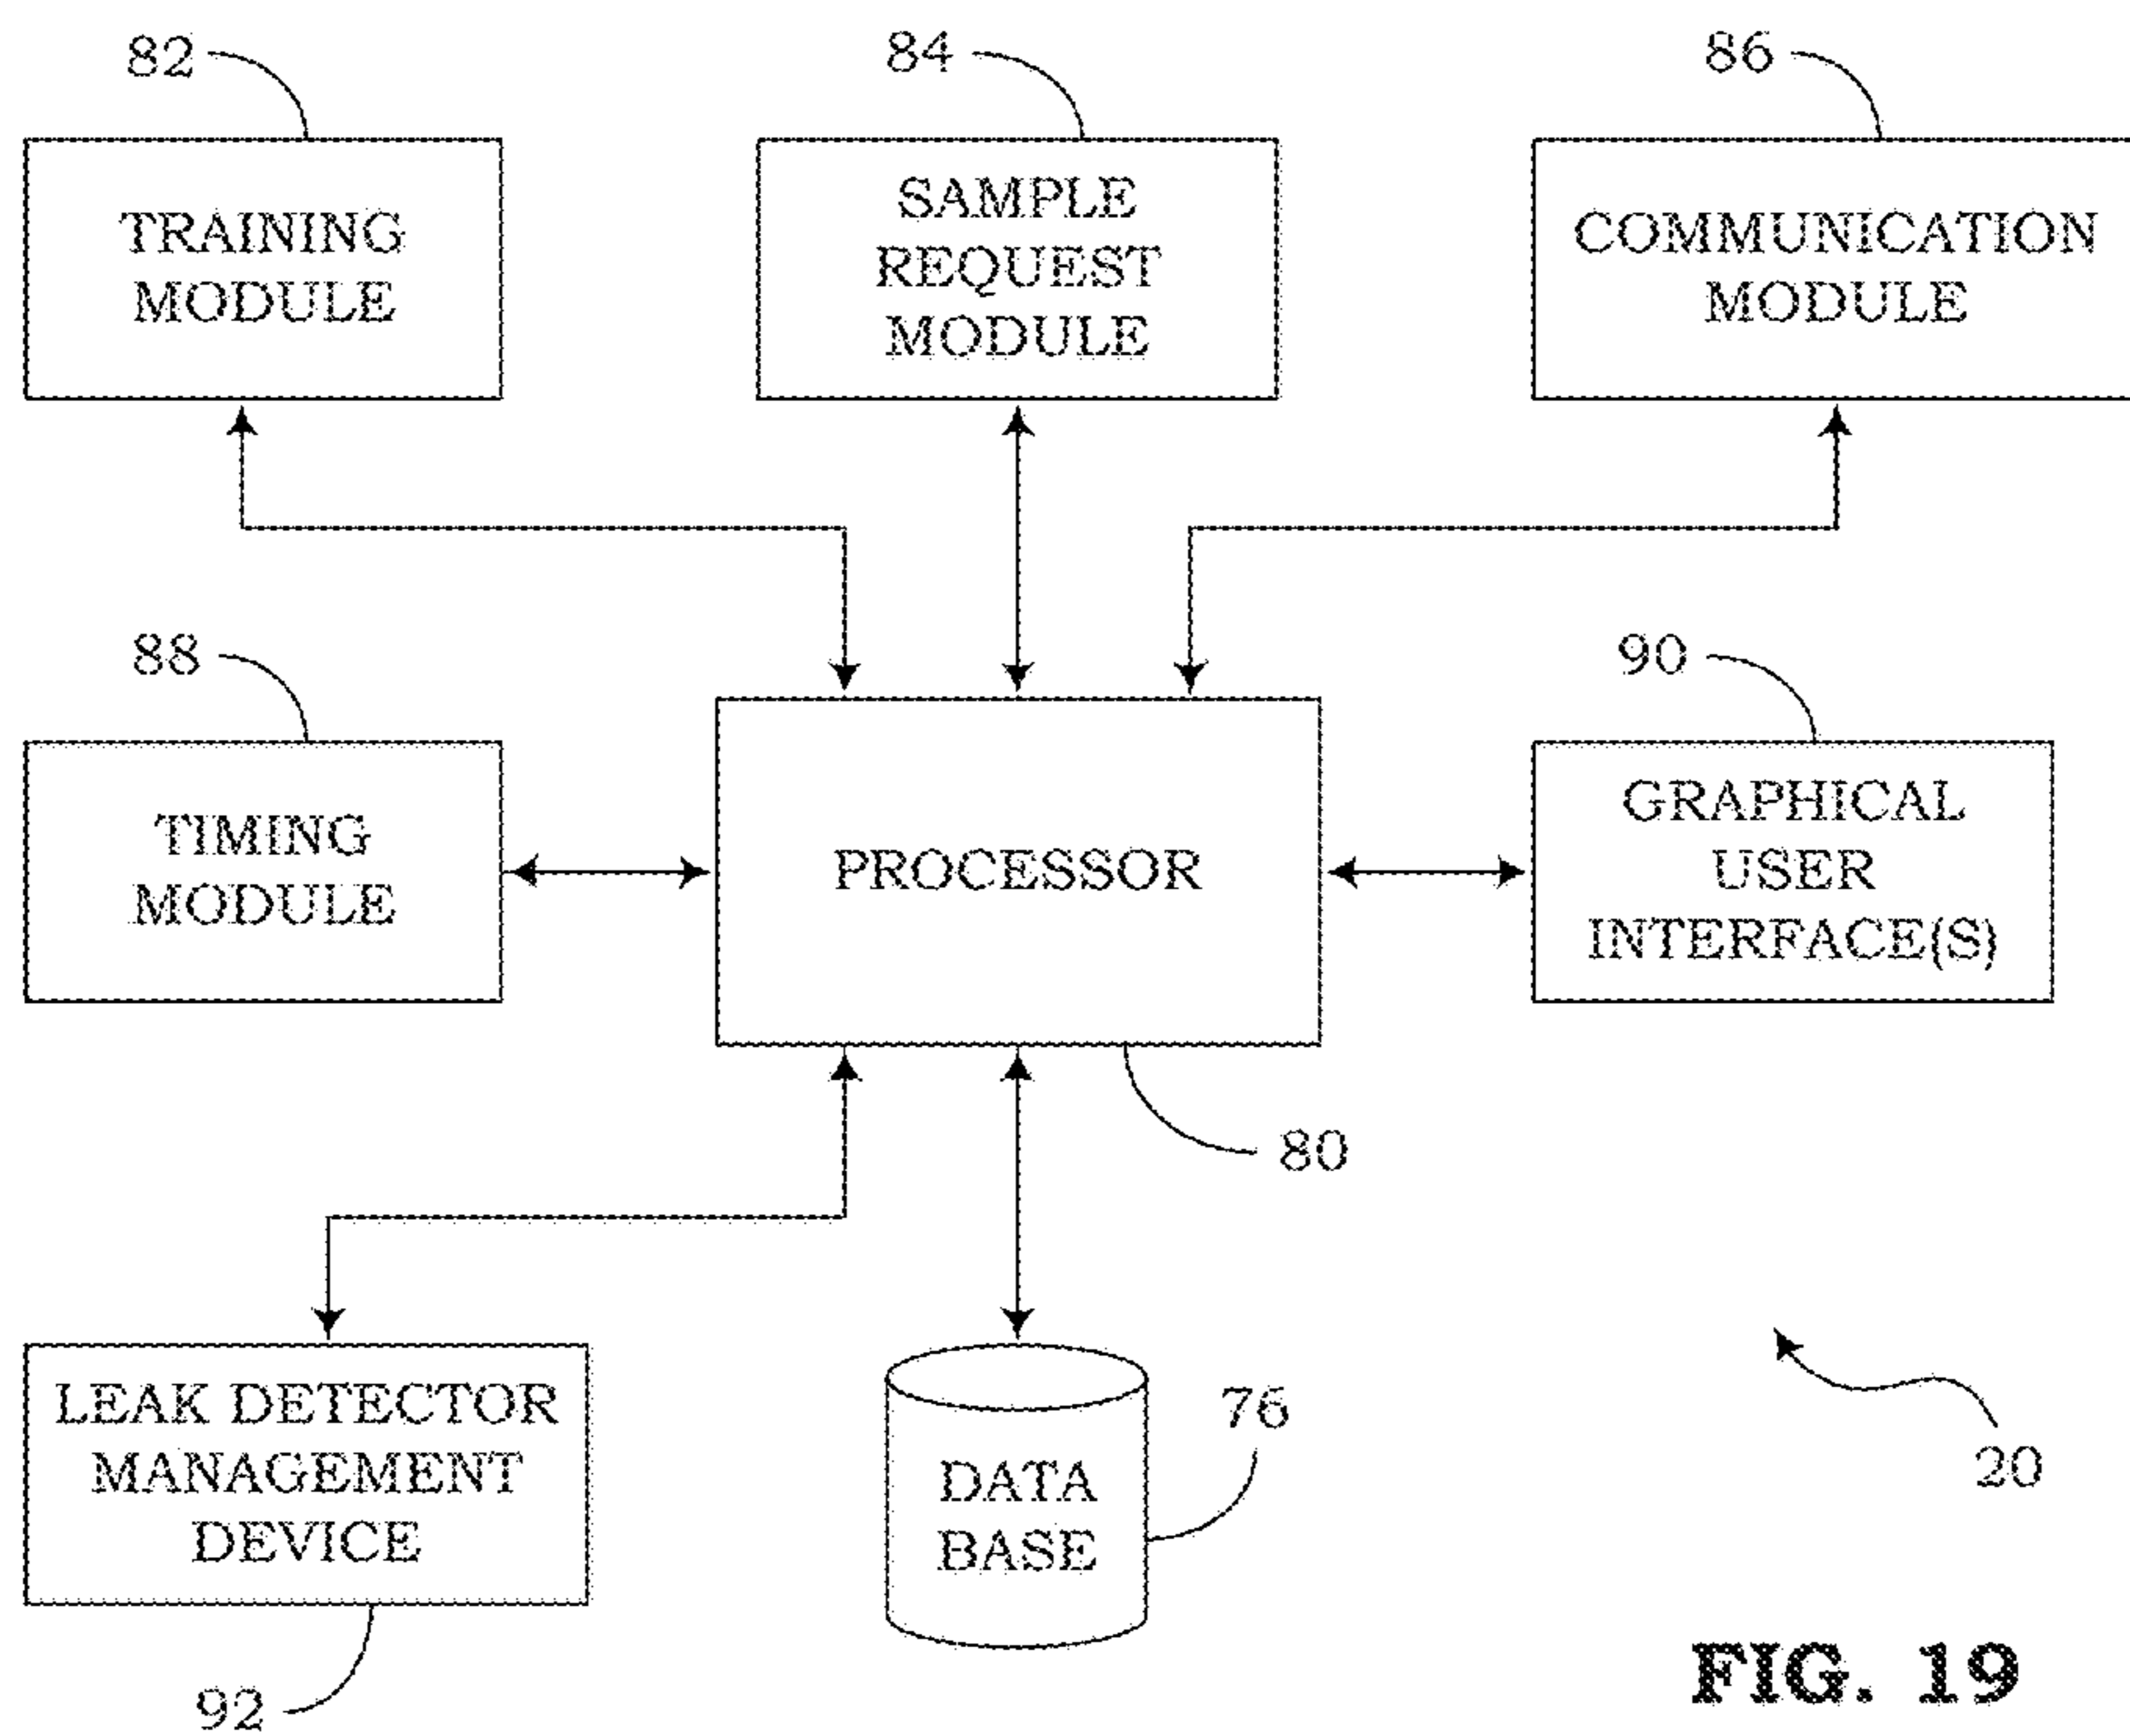 82
84
86
TRAINING
MODULE
SAMPLE
REQUEST
MODULE
COMMUNICATION
MODULE
88
90
TIMING
MODULE
PROCESSOR
GRAPHICAL
USER
INTERFACE(S)
80
LEAK DETECTOR
MANAGEMENT
DEVICE
DATA
BASE
76
20
92
FIG. 19